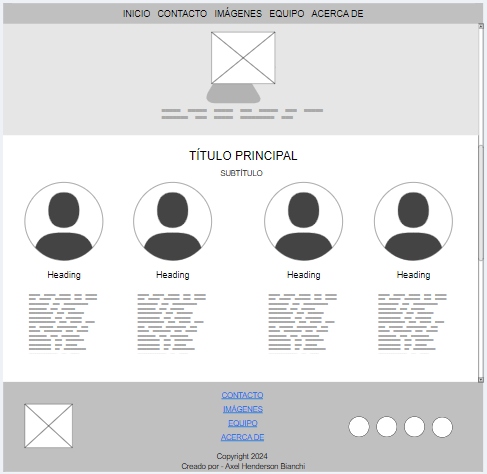 INICIO CONTACTO IMÁGENES EQUIPO ACERCA DE
TÍTULO PRINCIPAL
SUBTÍTULO
Heading Heading Heading Heading
CONTACTO
IMÁGENES
EQUIPO
ACERCA DE
Copyright 2024
Creado por - Axel Henderson Bianchi